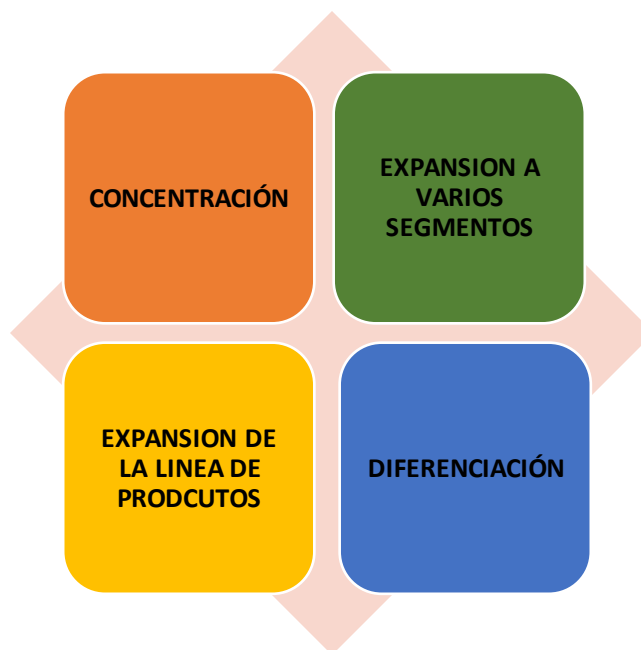 CONCENTRACIÓN
EXPANSION A
VARIOS
SEGMENTOS
EXPANSION DE
LA LINEA DE
PRODCUTOS
DIFERENCIACIÓN